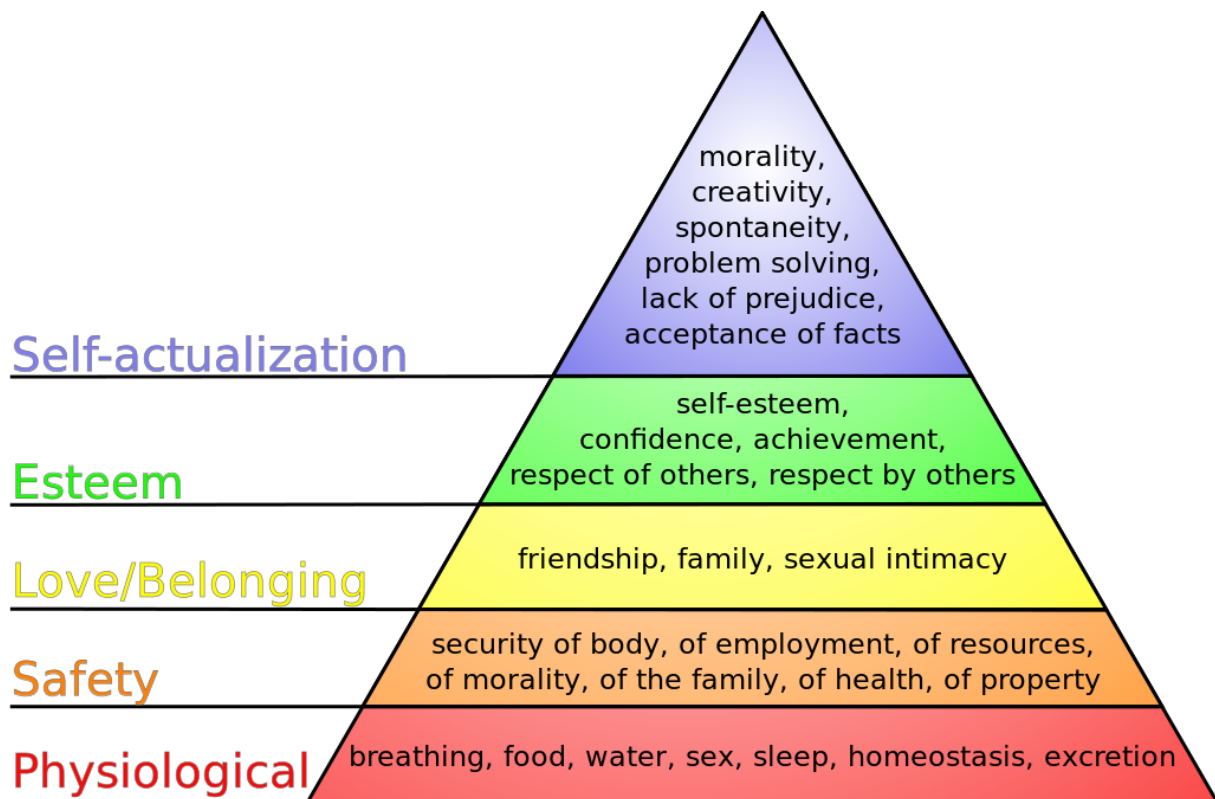 morality,
creativity,
spontaneity,
problem solving,
lack of prejudice,
acceptance of facts
Self-actualization
self-esteem,
confidence, achievement,
respect of others, respect by others
Esteem
friendship, family, sexual intimacy
Love/Belonging
security of body, of employment, of resources,
of morality, of the family, of health, of property
Safety
breathing, food, water, sex, sleep, homeostasis, excretion
Physiological